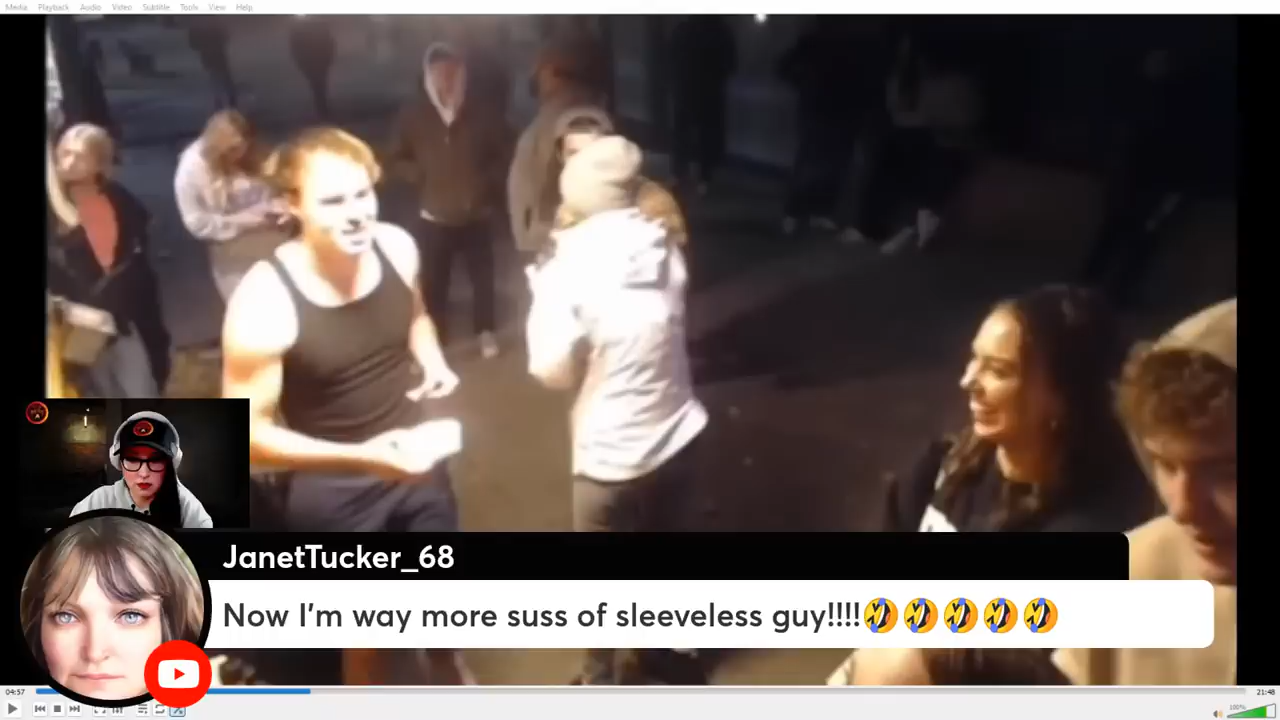 Media Playback Audio Video Subtitle Tools View Help
JanetTucker_68
Now I'm way more suss of sleeveless guy!!!!🤣🤣🤣🤣🤣
04:57
21:48
100%